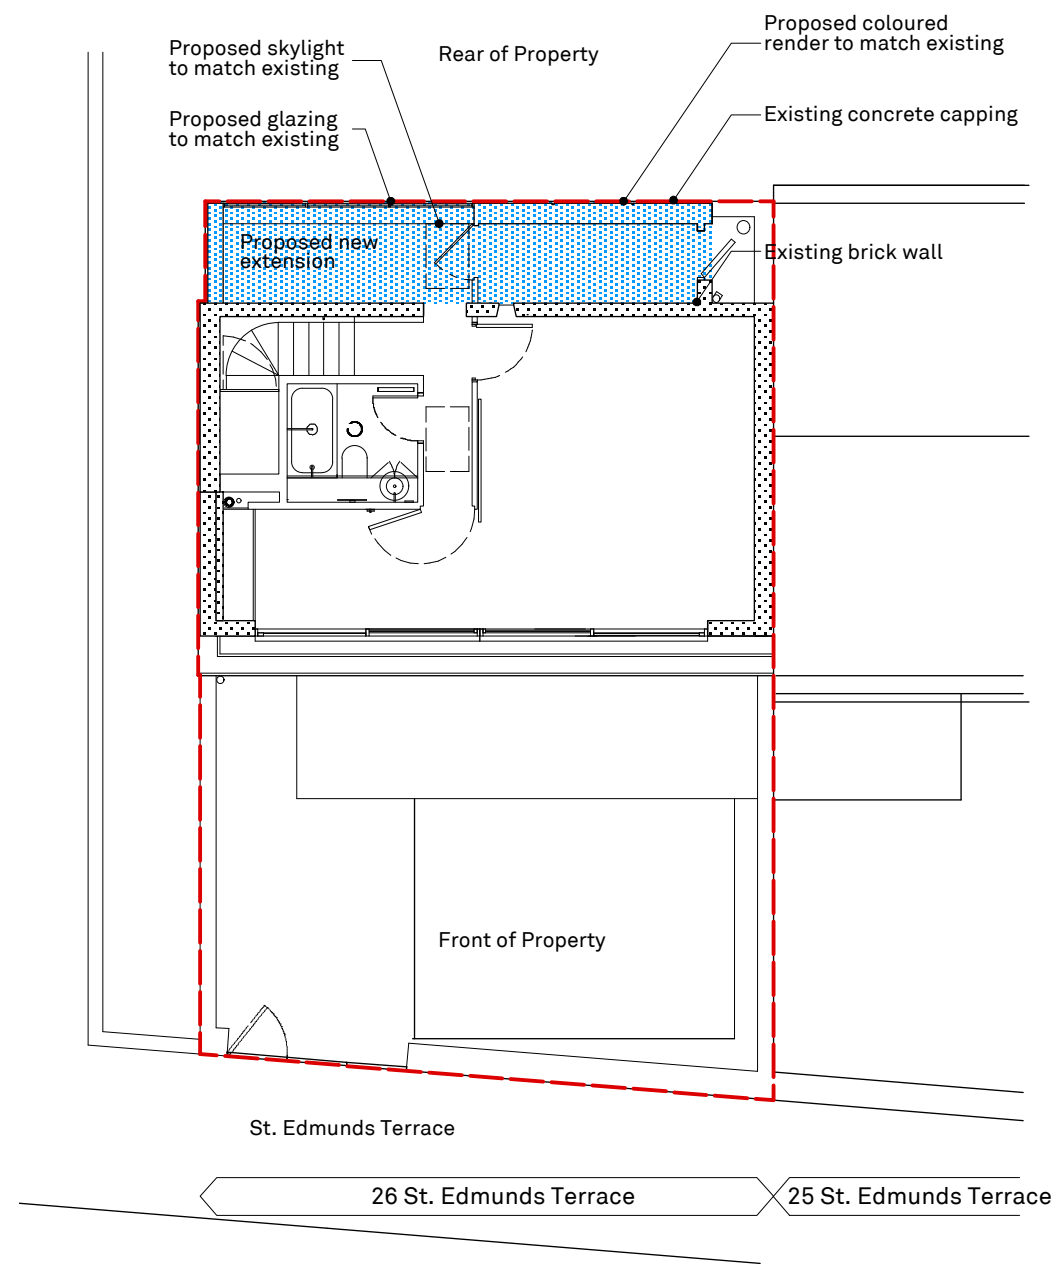 Proposed coloured
render to match existing
Proposed skylight
to match existing
Rear of Property
Proposed glazing
to match existing
Existing concrete capping
Proposed new
extension
Existing brick wall
Front of Property
St. Edmunds Terrace
26 St. Edmunds Terrace
25 St. Edmunds Terrace